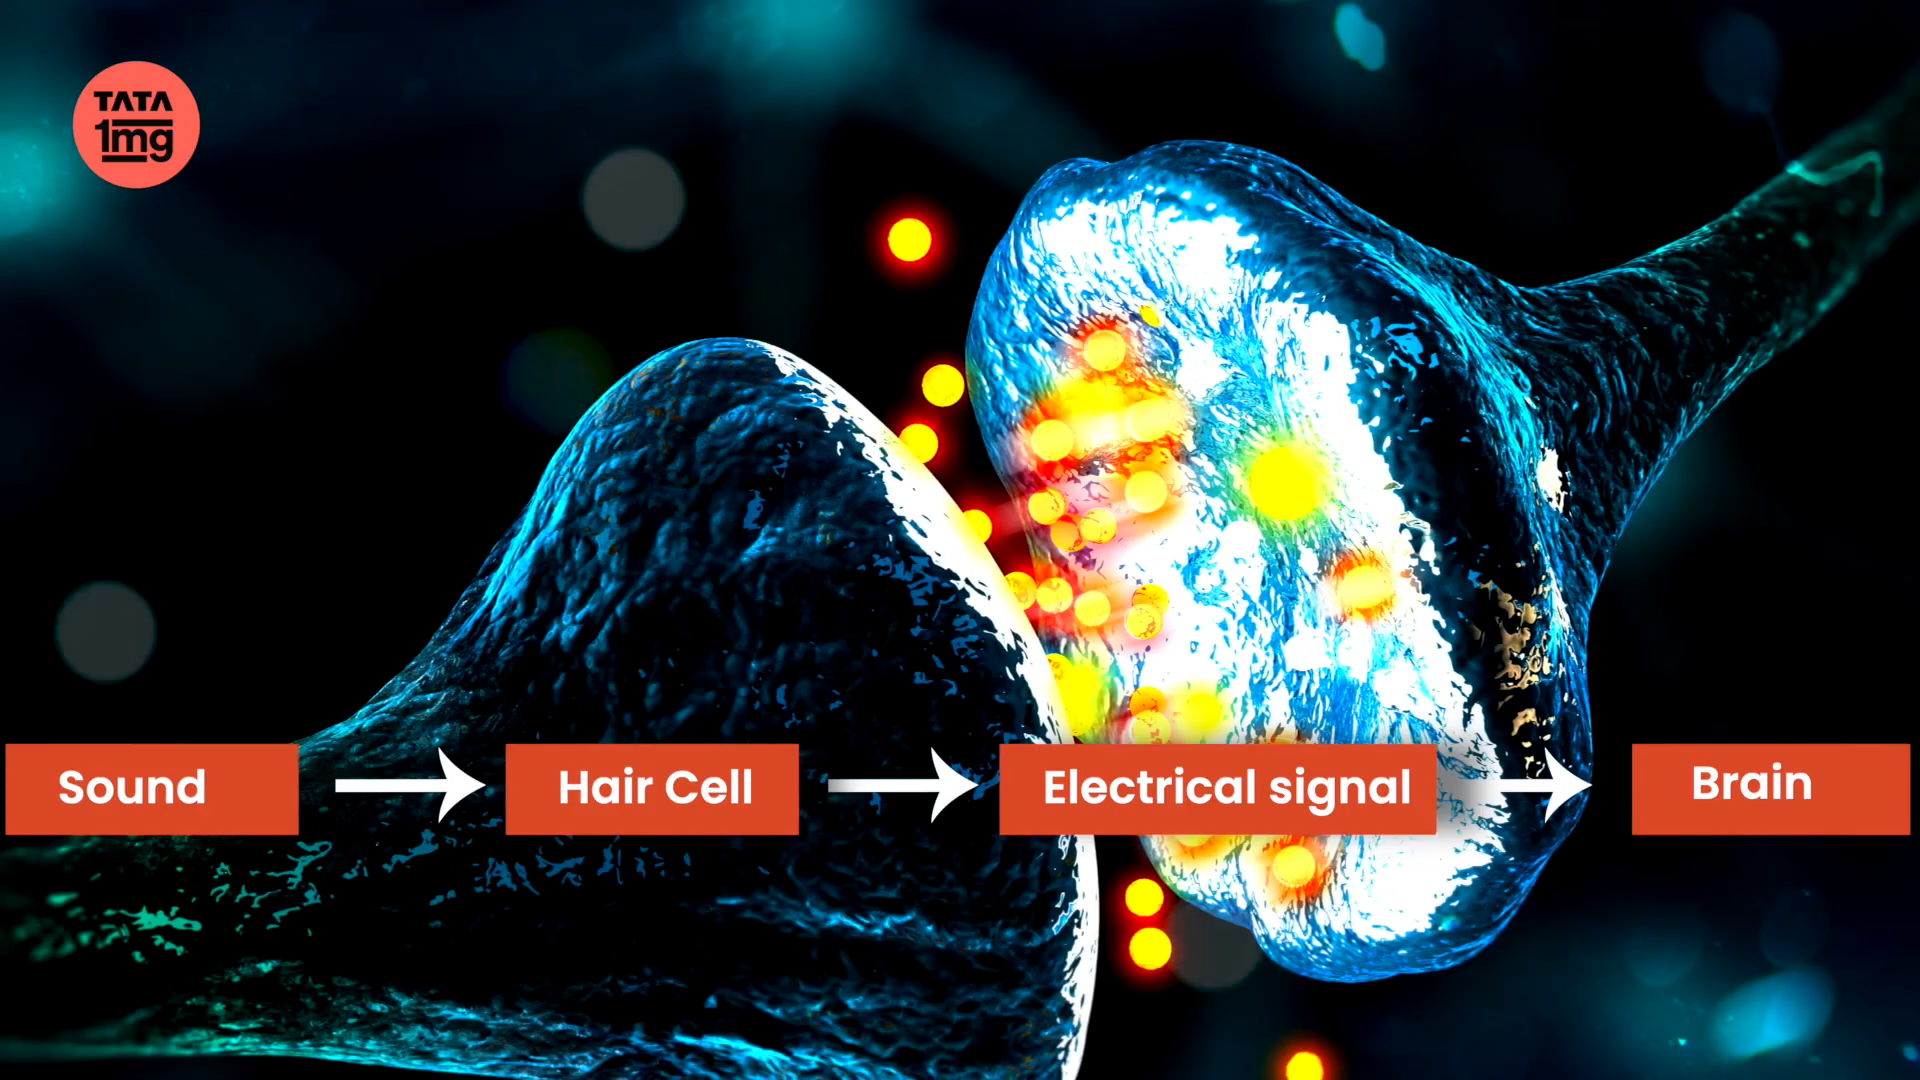 TATA
1mg
Sound
Hair Cell
Electrical signal
Brain